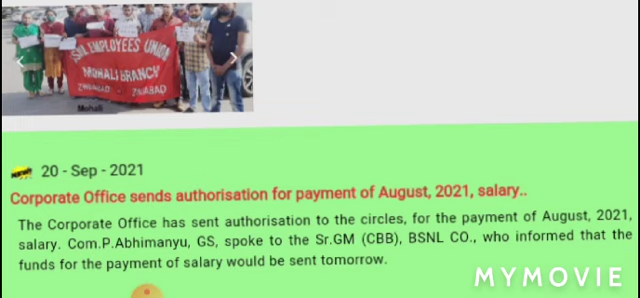 BSNL EMPLOYEES UNION
MOHALI BRANCH
ZINDABAD ZINDABAD
Mohali
20 - Sep - 2021
Corporate Office sends authorisation for payment of August, 2021, salary..
The Corporate Office has sent authorisation to the circles, for the payment of August, 2021,
salary. Com.P.Abhimanyu, GS, spoke to the Sr.GM (CBB), BSNL CO., who informed that the
funds for the payment of salary would be sent tomorrow.
MYMOVIE